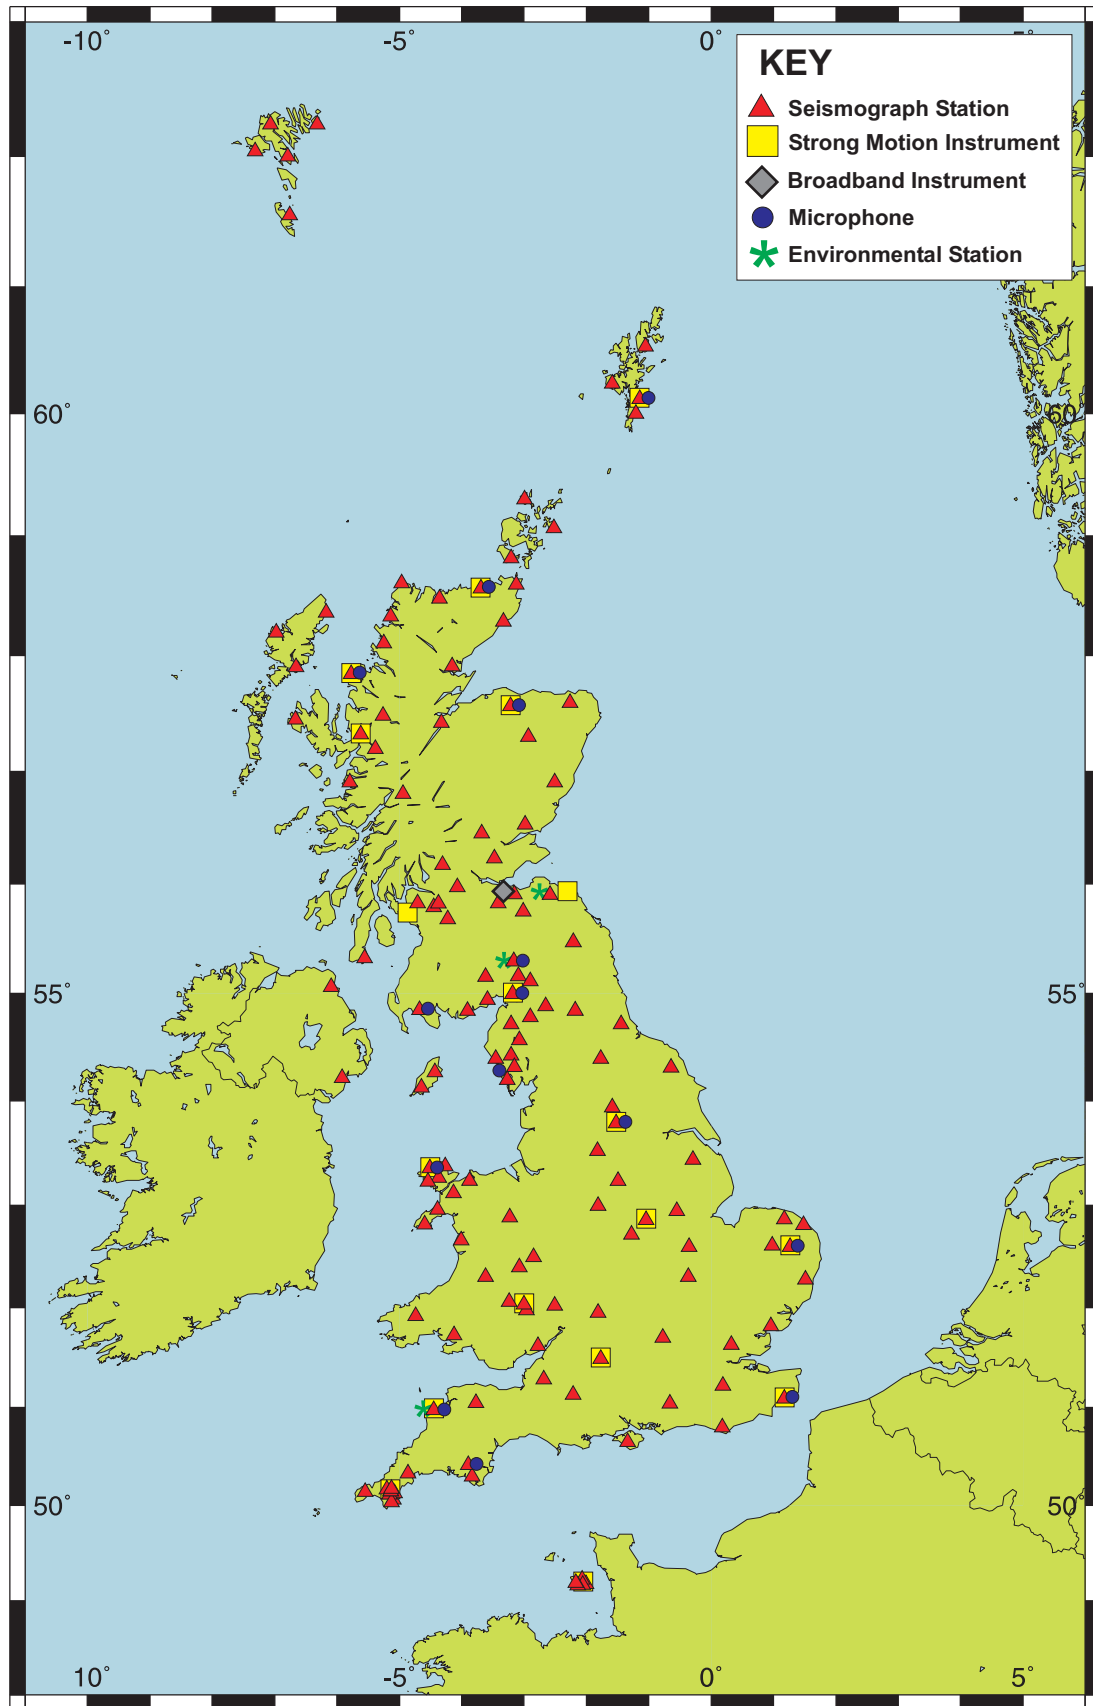 -10° -5° 0° 5°
KEY
Seismograph Station
Strong Motion Instrument
Broadband Instrument
Microphone
Environmental Station
60° 60°
55° 55°
50° 50°
10° -5° 0° 5°